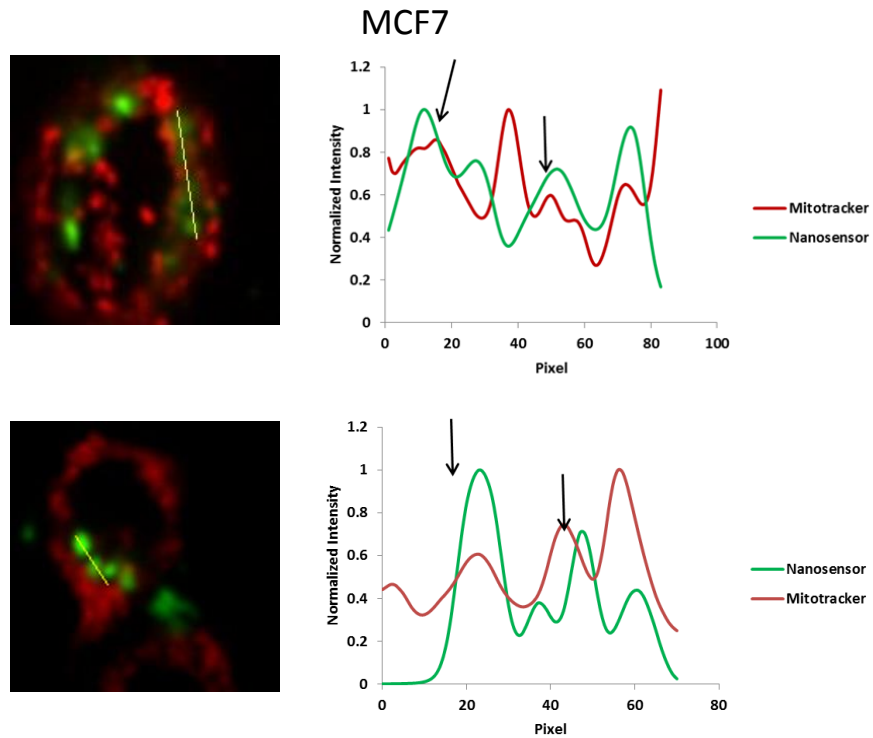 MCF7
1.2
1
0.8
0.6
0.4
0.2
0
Normalized Intensity
0 20 40 60 80 100
Pixel
Mitotracker
Nanosensor
1.2
1
0.8
0.6
0.4
0.2
0
Normalized Intensity
0 20 40 60 80
Pixel
Nanosensor
Mitotracker